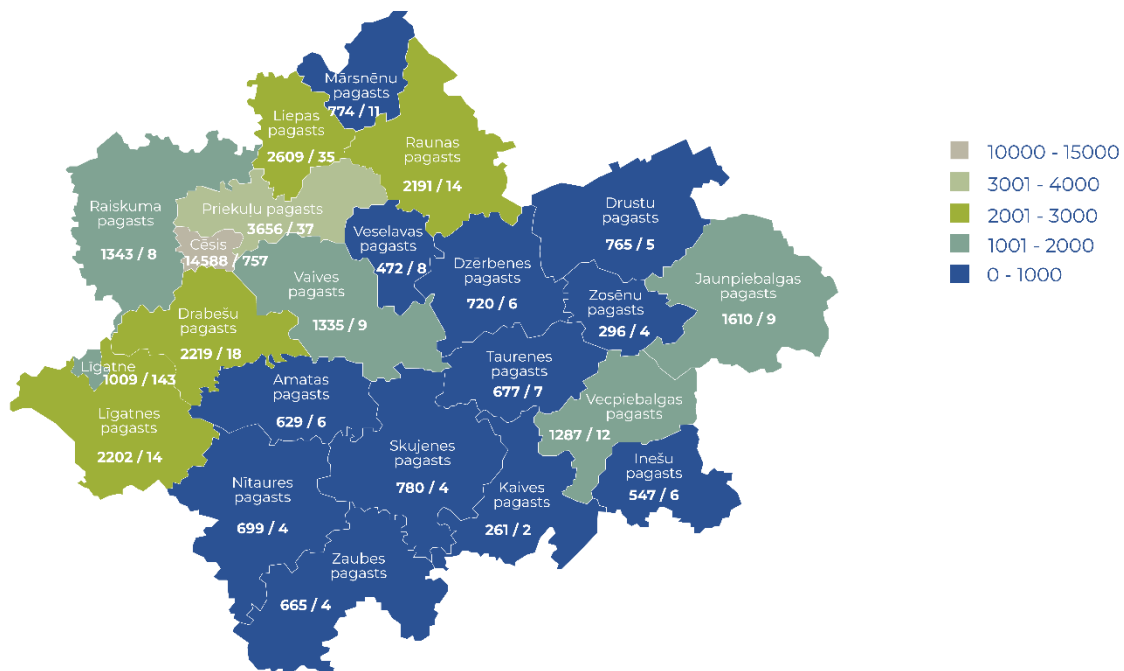 Mārsnēnu
pagasts
774 / 11
Liepas
pagasts
2609 / 35
Raunas
pagasts
2191 / 14
Raiskuma
pagasts
1343 / 8
Priekuļu pagasts
3656 / 37
Cēsis
14588 / 757
Veselavas
pagasts
472 / 8
Vaives
pagasts
1335 / 9
Dzērbenes
pagasts
720 / 6
Drustu
pagasts
765 / 5
Zosēnu
pagasts
296 / 4
Jaunpiebalgas
pagasts
1610 / 9
Drabešu
pagasts
2219 / 18
Līgatne
1009 / 143
Līgatnes
pagasts
2202 / 14
Amatas
pagasts
629 / 6
Taurenes
pagasts
677 / 7
Vecpiebalgas
pagasts
1287 / 12
Inešu
pagasts
547 / 6
Skujenes
pagasts
780 / 4
Kaives
pagasts
261 / 2
Nītaures
pagasts
699 / 4
Zaubes
pagasts
665 / 4
10000 - 15000
3001 - 4000
2001 - 3000
1001 - 2000
0 - 1000